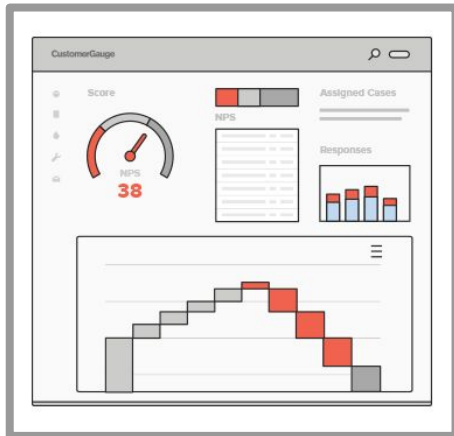 CustomerGauge
Score
NPS
38
NPS
Assigned Cases
Responses